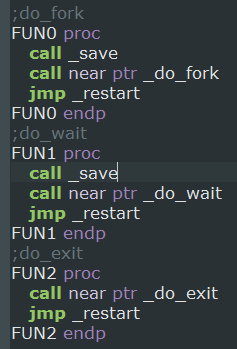 ;do_fork
FUN0 proc
call _save
call near ptr _do_fork
jmp _restart
FUN0 endp
;do_wait
FUN1 proc
call _save
call near ptr _do_wait
jmp _restart
FUN1 endp
;do_exit
FUN2 proc
call near ptr _do_exit
jmp _restart
FUN2 endp